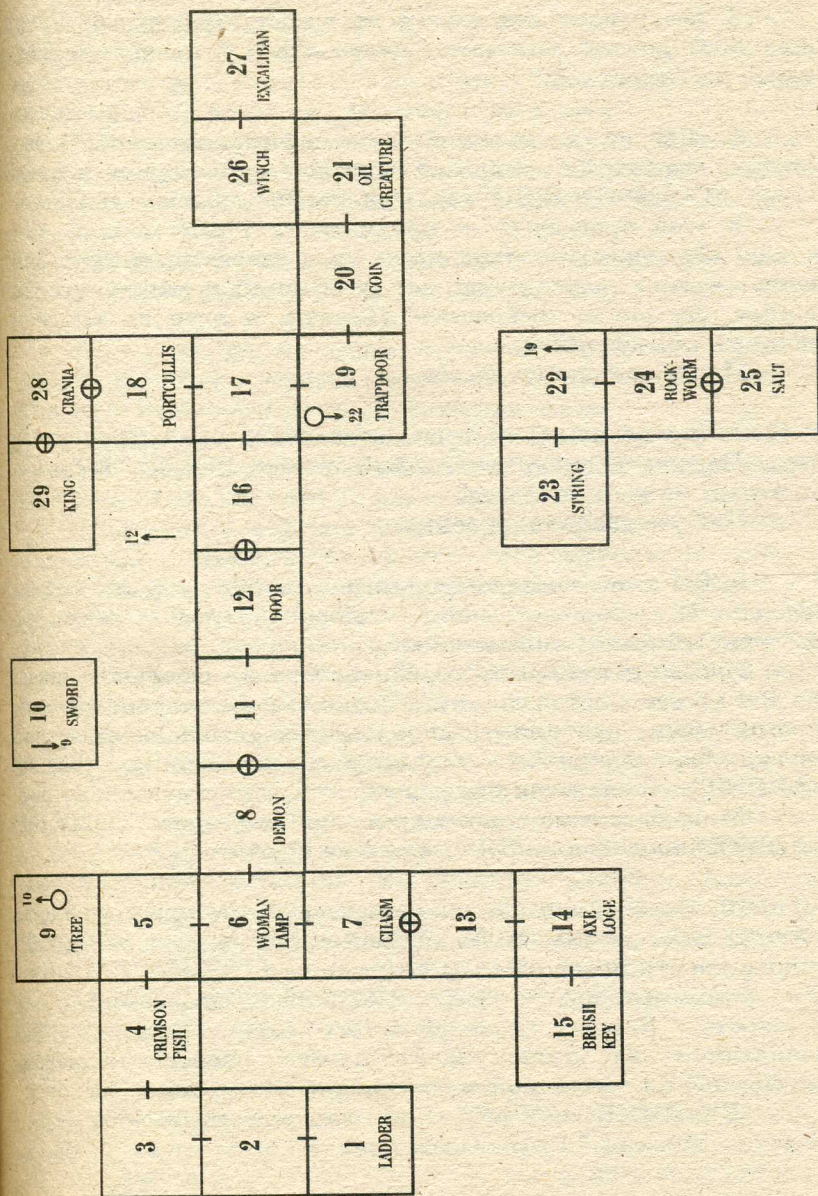 27
EXCALIBAN
26
WINCH
21
OIL
CREATURE
20
COIN
28
CRANIA-
29
KING
18
PORTCULLIS
17
19
TRAPDOOR
22
16
12
12
DOOR
11
8
DEMON
10
SWORD
9
9
TREE
10
5
4
CRIMSON
FISH
3
2
1
LADDER
6
WOMAN
LAMP
7
CHASM
13
14
AXE
LOGE
15
BRUSH
KEY
22
19
23
STRING
24
ROCK-
WORM
25
SALT